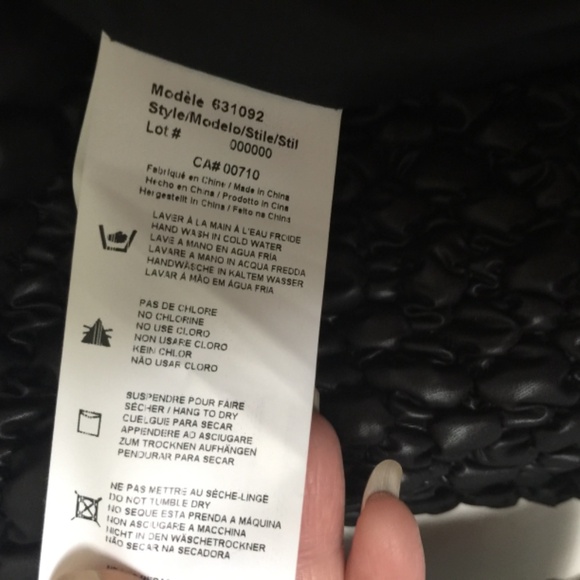 Modèle 631092
Style/Modelo/Stile/Stil
Lot # 000000
CA# 00710
Fabriqué en Chine / Made in China
Hecho en China / Prodotto in Cina
Hergestellt in China / Feito na China
LAVER À LA MAIN À L'EAU FROIDE
HAND WASH IN COLD WATER
LAVE A MANO EN AGUA FRIA
LAVARE A MANO IN ACQUA FREDDA
HANDWÄSCHE IN KALTEM WASSER
LAVAR À MÃO EM ÁGUA FRIA
PAS DE CHLORE
NO CHLORINE
NO USE CLORO
NON USARE CLORO
KEIN CHLOR
NÃO USAR CLORO
SUSPENDRE POUR FAIRE
SÉCHER / HANG TO DRY
CUELGUE PARA SECAR
APPENDERE AD ASCIUGARE
ZUM TROCKNEN AUFHÄNGEN
PENDURAR PARA SECAR
NE PAS METTRE AU SÈCHE-LINGE
DO NOT TUMBLE DRY
NO SEQUE ESTA PRENDA A MÁQUINA
NON ASCIUGARE A MACCHINA
NICHT IN DEN WÄSCHETROCKNER
NÃO SECAR NA SECADORA